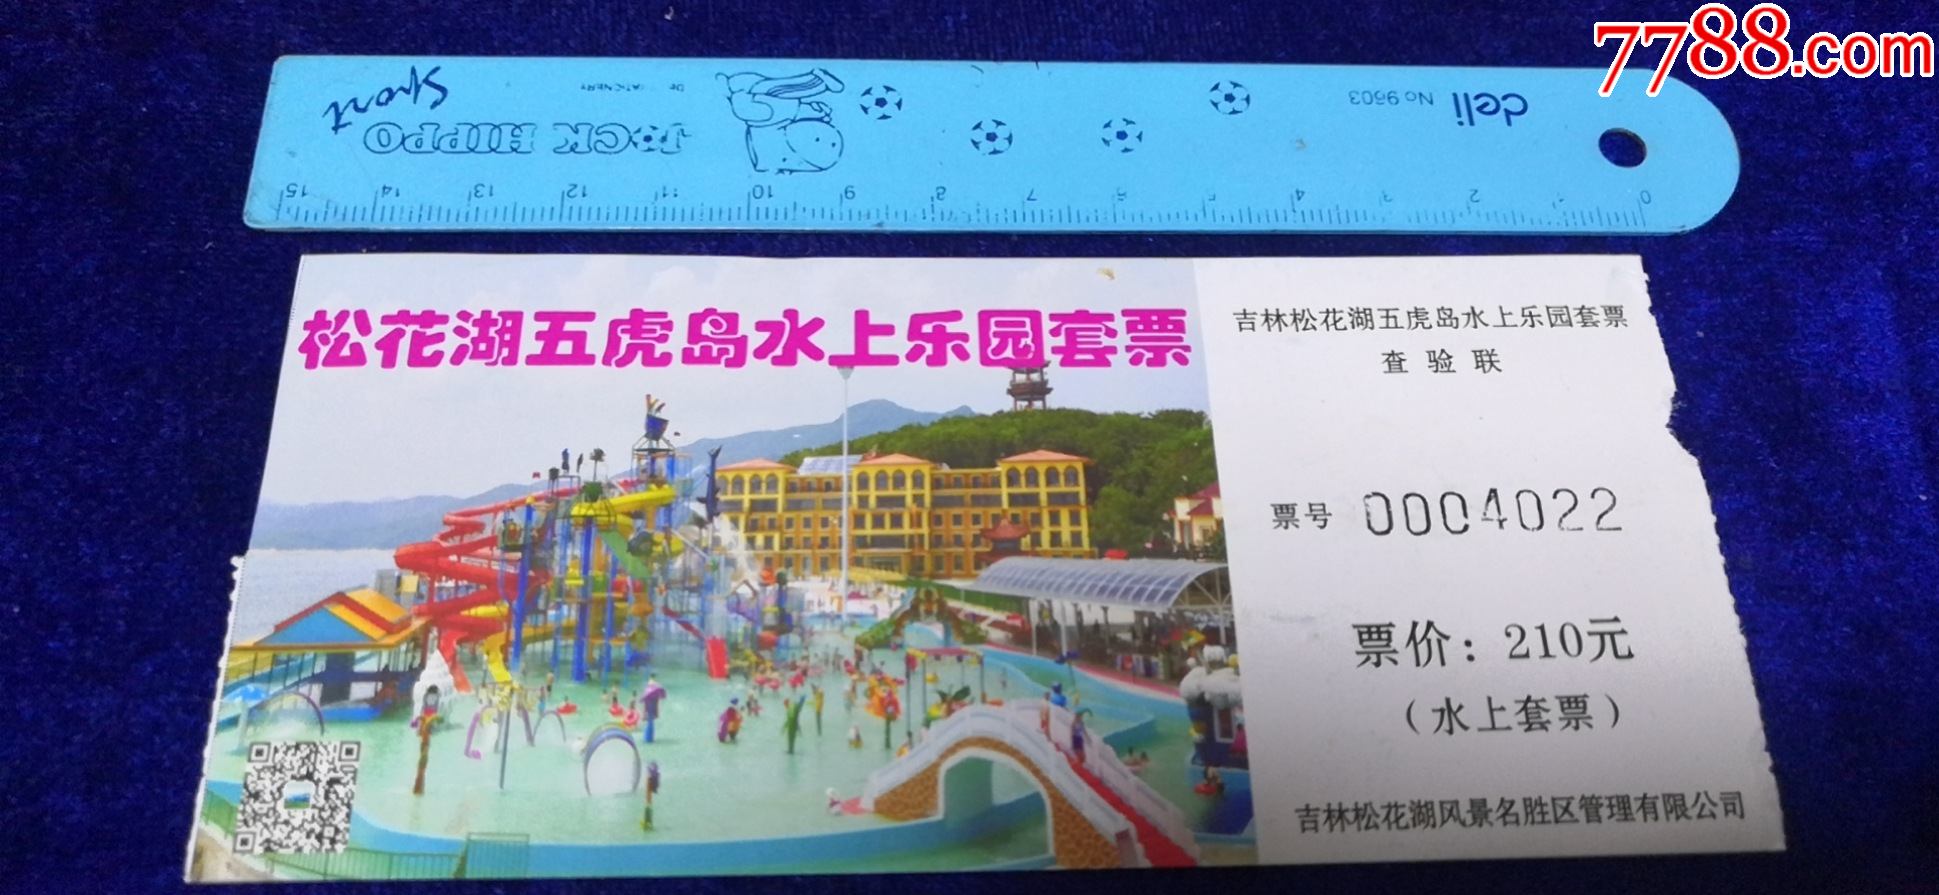 7788.com
deli No 9503
JOCK HIPPO
Sport
0 1 2 3 4 5 6 7 8 9 10 11 12 13 14 15
松花湖五虎岛水上乐园套票
吉林松花湖五虎岛水上乐园套票
查验联
票号 0004022
票价：210元
（水上套票）
吉林松花湖风景名胜区管理有限公司